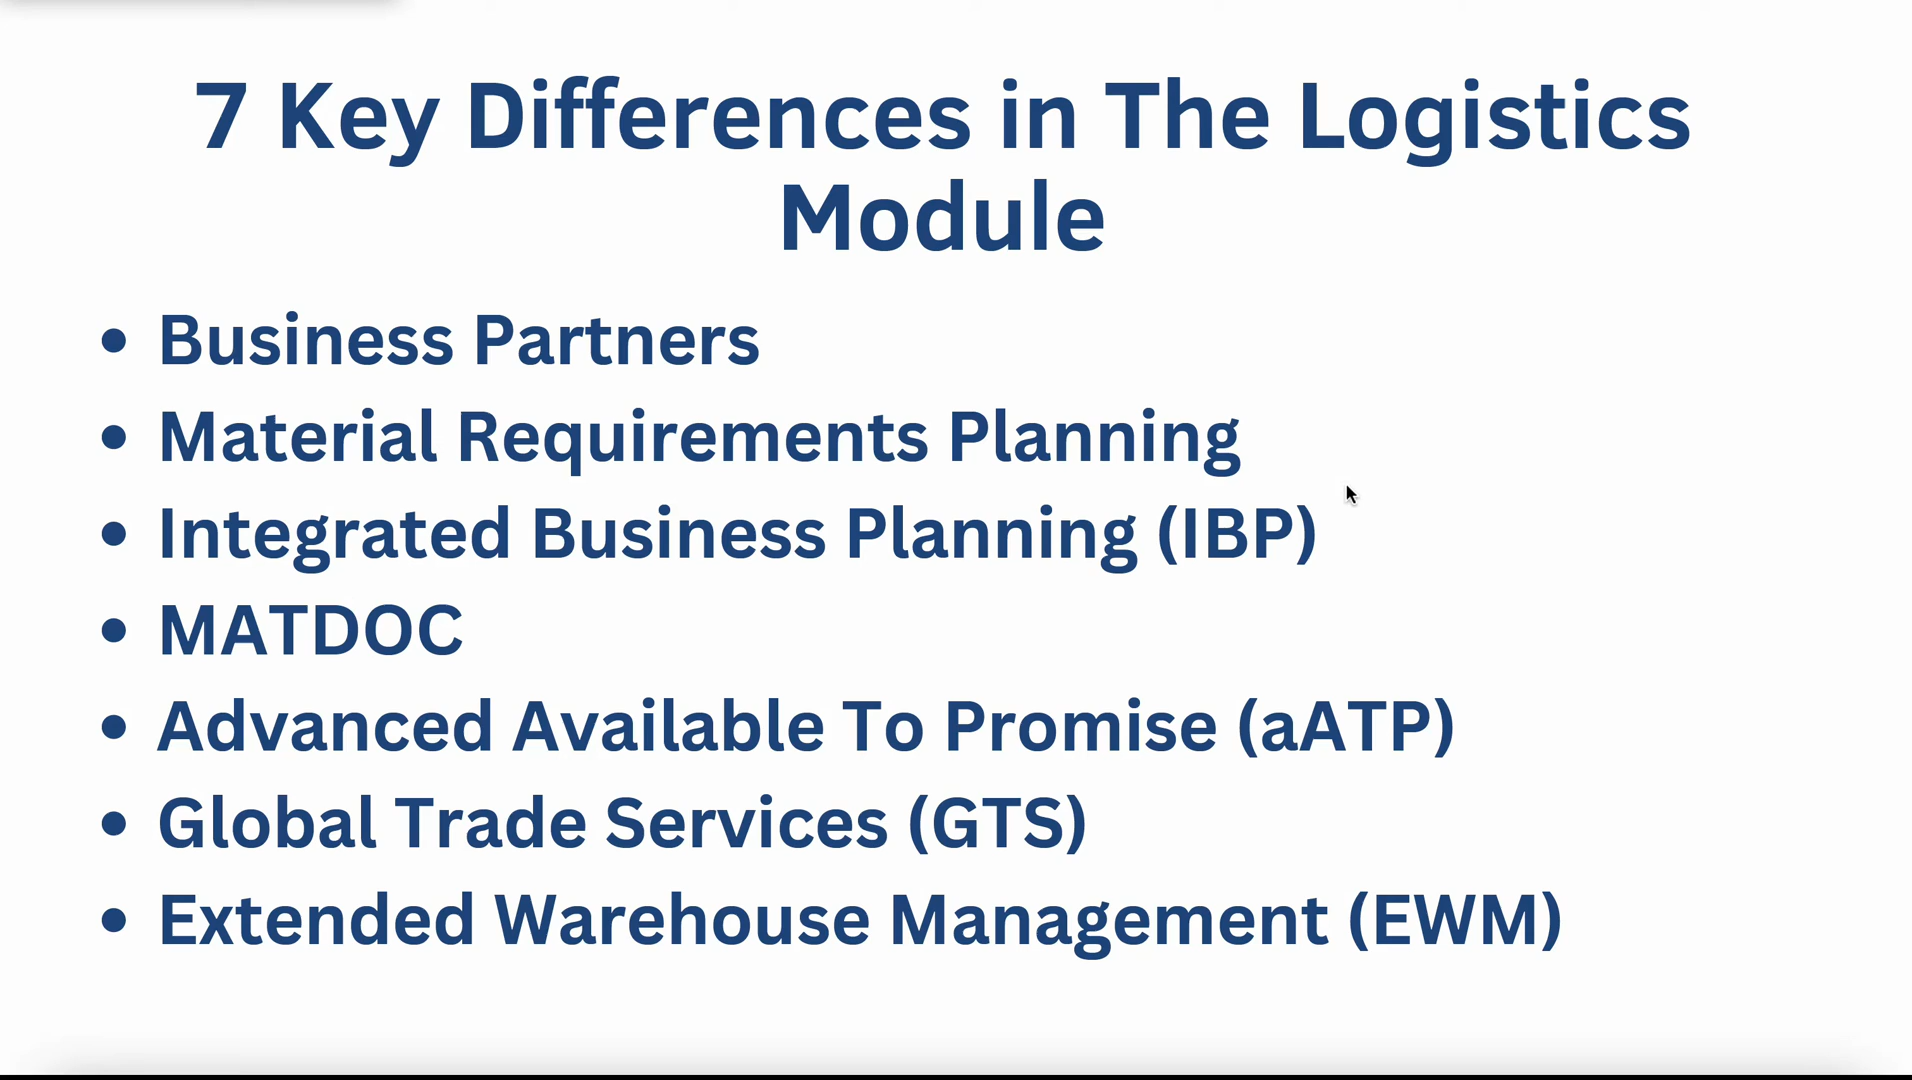 7 Key Differences in The Logistics
Module
• Business Partners
• Material Requirements Planning
• Integrated Business Planning (IBP)
• MATDOC
• Advanced Available To Promise (aATP)
• Global Trade Services (GTS)
• Extended Warehouse Management (EWM)